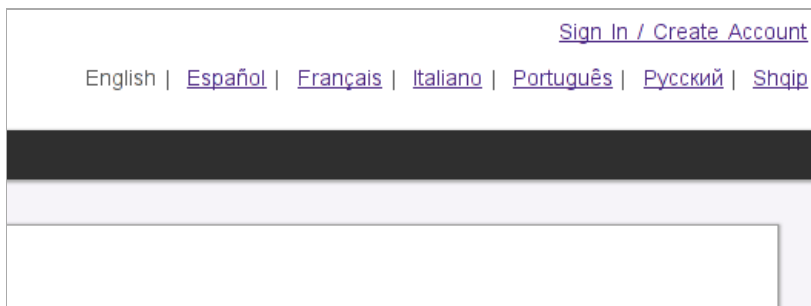 Sign In / Create Account
English | Español | Français | Italiano | Português | Русский | Shqip